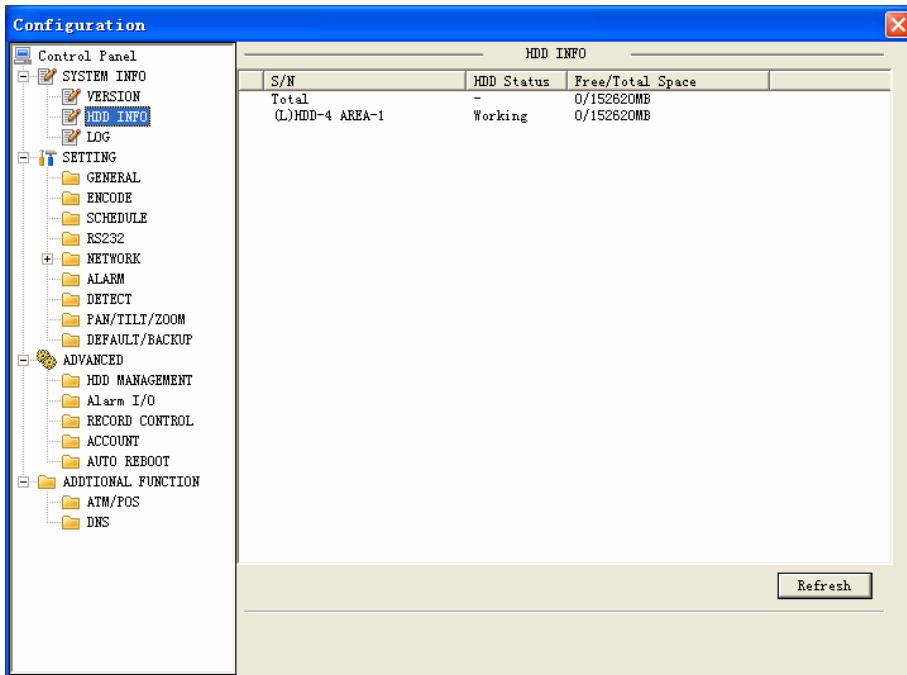 Configuration
Control Panel
SYSTEM INFO
VERSION
HDD INFO
LOG
SETTING
GENERAL
ENCODE
SCHEDULE
RS232
NETWORK
ALARM
DETECT
PAN/TILT/ZOOM
DEFAULT/BACKUP
ADVANCED
HDD MANAGEMENT
Alarm I/O
RECORD CONTROL
ACCOUNT
AUTO REBOOT
ADDTIONAL FUNCTION
ATM/POS
DNS
HDD INFO
S/N HDD Status Free/Total Space
Total - 0/152620MB
(L)HDD-4 AREA-1 Working 0/152620MB
Refresh